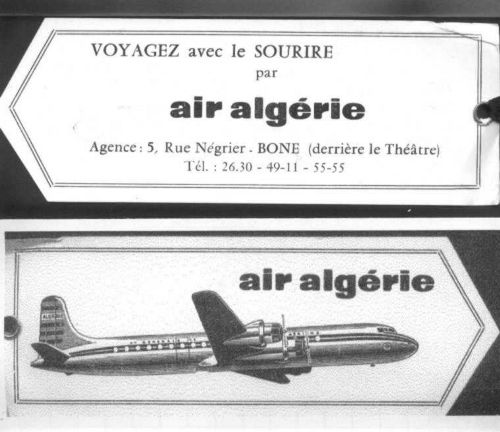 VOYAGEZ avec le SOURIRE
par
air algérie
Agence : 5, Rue Négrier - BONE (derrière le Théâtre)
Tél. : 26.30 - 49-11 - 55-55
air algérie